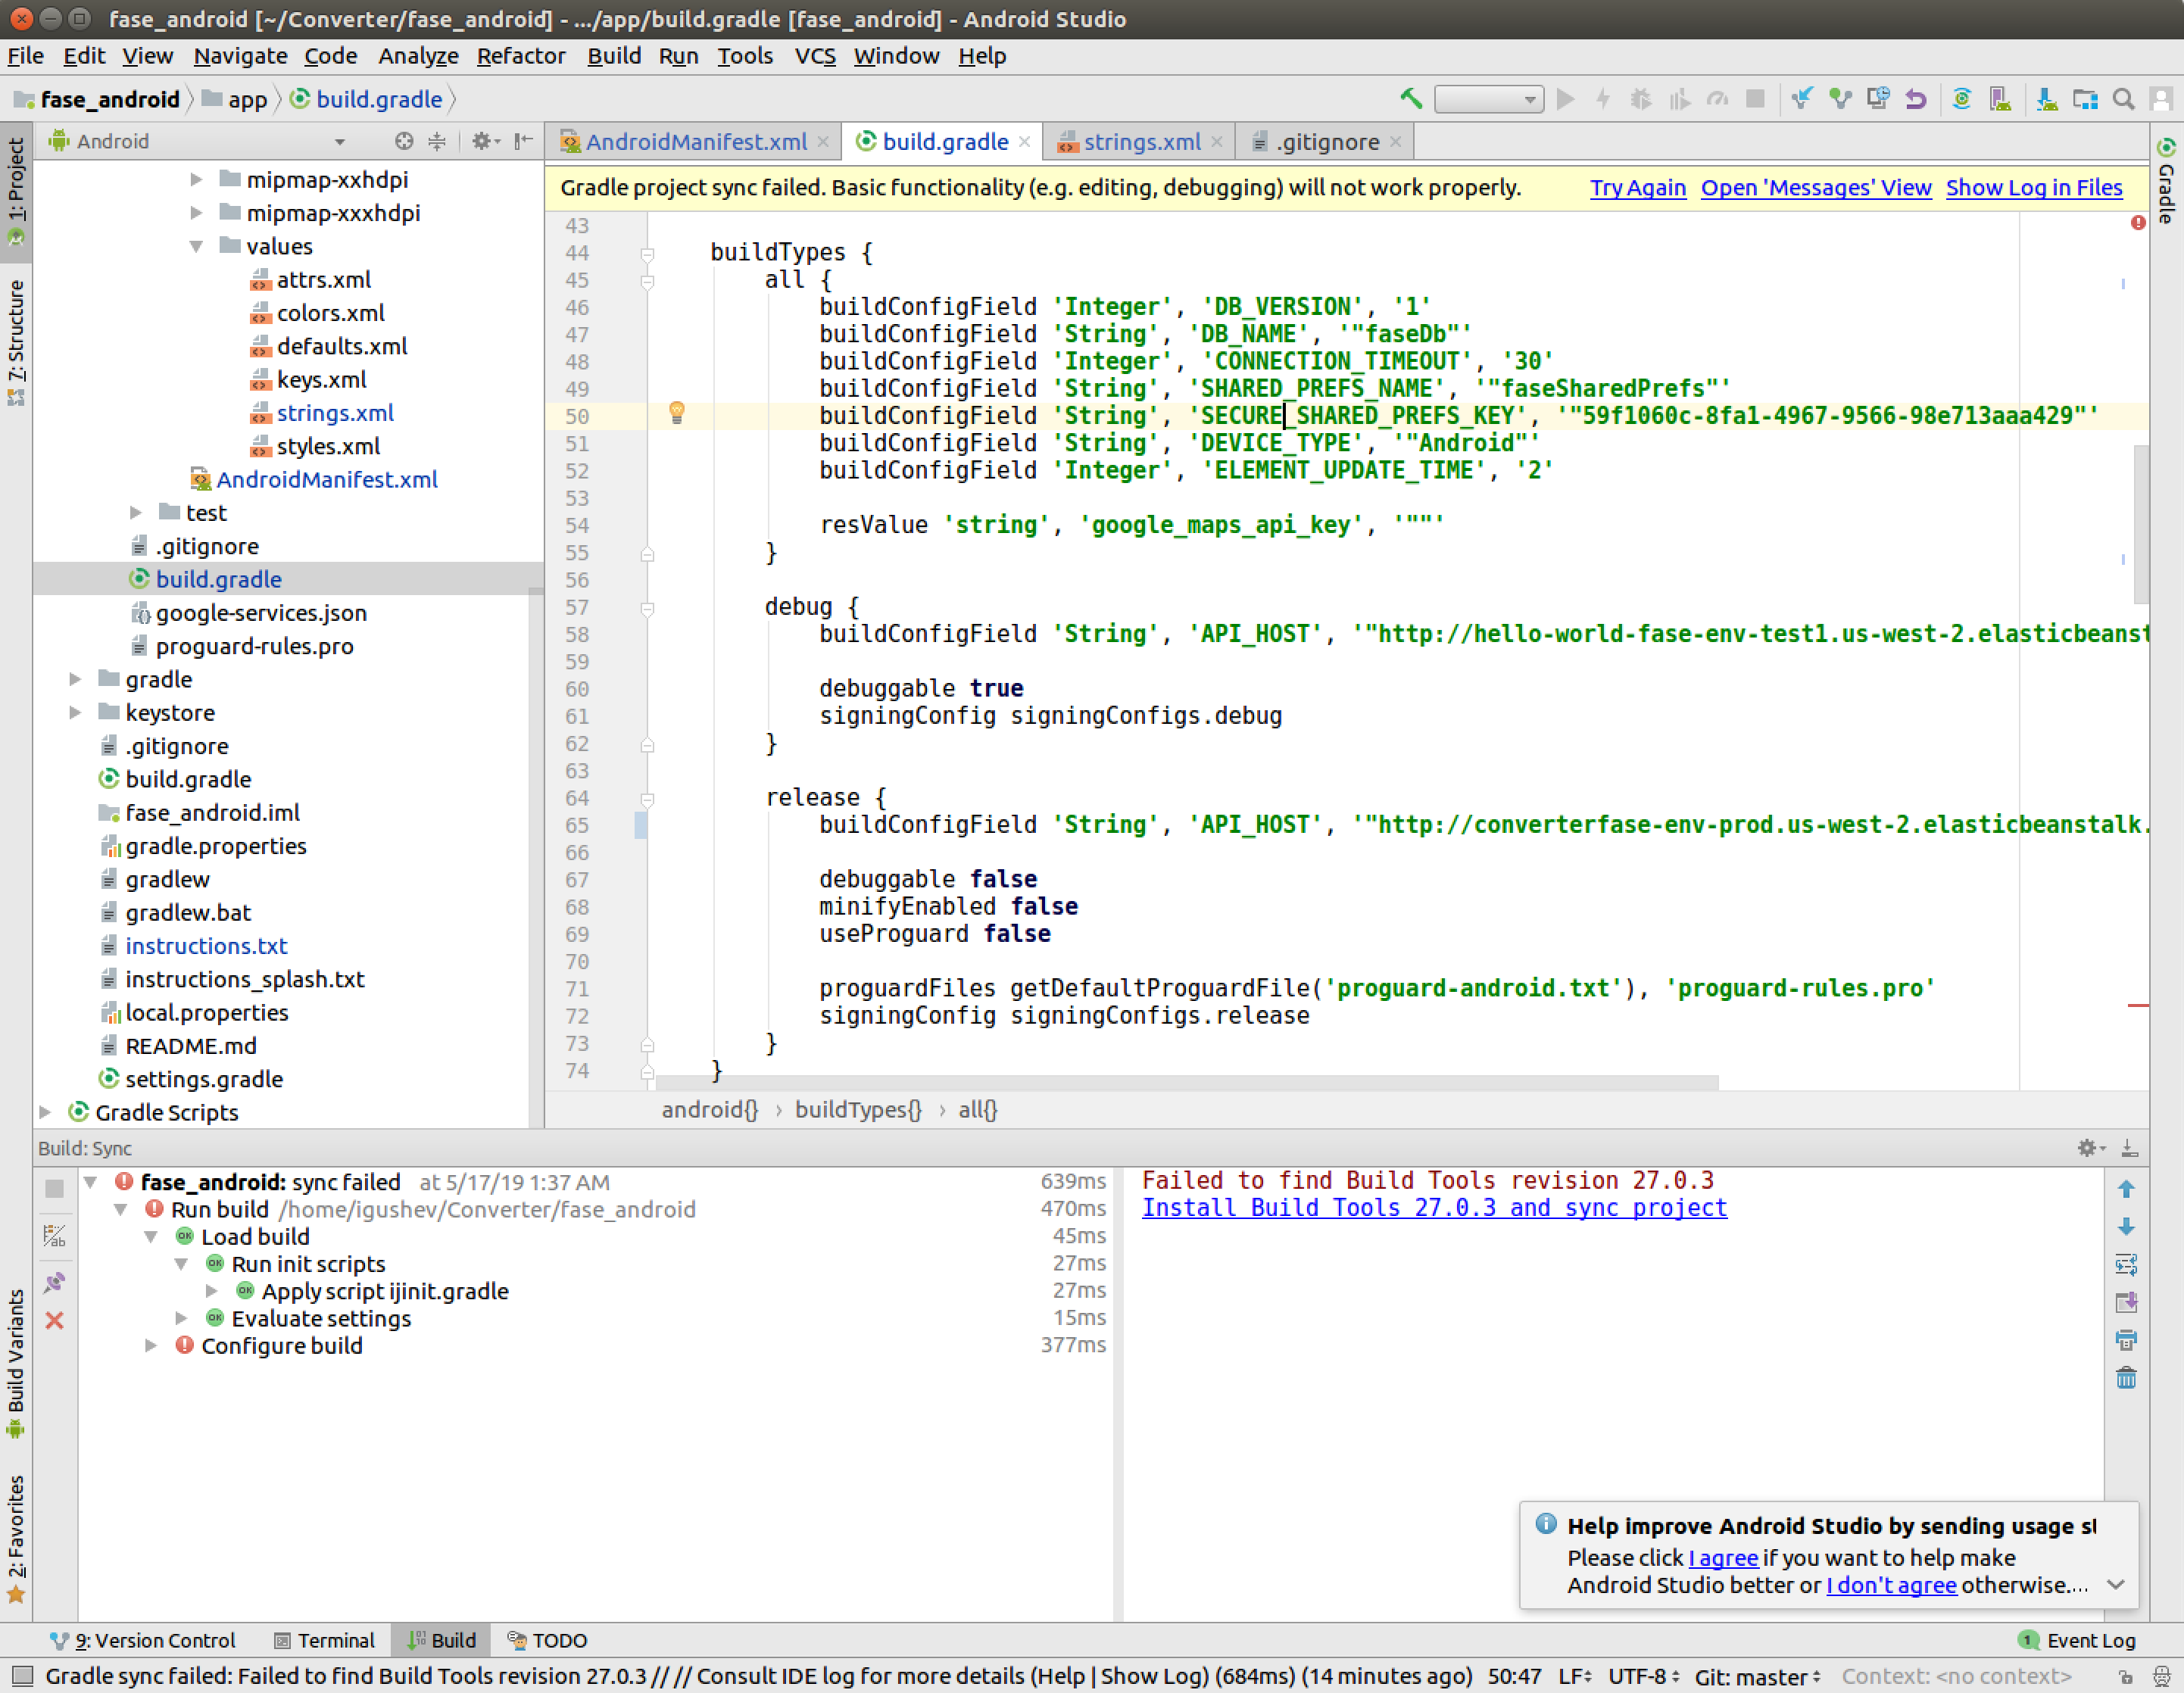 fase_android [~/Converter/fase_android] - .../app/build.gradle [fase_android] - Android Studio
File Edit View Navigate Code Analyze Refactor Build Run Tools VCS Window Help
fase_android app build.gradle
Android
AndroidManifest.xml build.gradle strings.xml .gitignore
1: Project
7: Structure
Build Variants
2: Favorites
Gradle
mipmap-xxhdpi
mipmap-xxxhdpi
values
attrs.xml
colors.xml
defaults.xml
keys.xml
strings.xml
styles.xml
AndroidManifest.xml
test
.gitignore
build.gradle
google-services.json
proguard-rules.pro
gradle
keystore
.gitignore
build.gradle
fase_android.iml
gradle.properties
gradlew
gradlew.bat
instructions.txt
instructions_splash.txt
local.properties
README.md
settings.gradle
Gradle Scripts
Gradle project sync failed. Basic functionality (e.g. editing, debugging) will not work properly. Try Again Open 'Messages' View Show Log in Files
43
44 buildTypes {
45 all {
46 buildConfigField 'Integer', 'DB_VERSION', '1'
47 buildConfigField 'String', 'DB_NAME', '"faseDb"'
48 buildConfigField 'Integer', 'CONNECTION_TIMEOUT', '30'
49 buildConfigField 'String', 'SHARED_PREFS_NAME', '"faseSharedPrefs"'
50 buildConfigField 'String', 'SECURE_SHARED_PREFS_KEY', '"59f1060c-8fa1-4967-9566-98e713aaa429"'
51 buildConfigField 'String', 'DEVICE_TYPE', '"Android"'
52 buildConfigField 'Integer', 'ELEMENT_UPDATE_TIME', '2'
53
54 resValue 'string', 'google_maps_api_key', '""'
55 }
56
57 debug {
58 buildConfigField 'String', 'API_HOST', '"http://hello-world-fase-env-test1.us-west-2.elasticbeanst
59
60 debuggable true
61 signingConfig signingConfigs.debug
62 }
63
64 release {
65 buildConfigField 'String', 'API_HOST', '"http://converterfase-env-prod.us-west-2.elasticbeanstalk.
66
67 debuggable false
68 minifyEnabled false
69 useProguard false
70
71 proguardFiles getDefaultProguardFile('proguard-android.txt'), 'proguard-rules.pro'
72 signingConfig signingConfigs.release
73 }
74 }
android{} › buildTypes{} › all{}
Build: Sync
fase_android: sync failed at 5/17/19 1:37 AM 639ms
Run build /home/igushev/Converter/fase_android 470ms
Load build 45ms
Run init scripts 27ms
Apply script ijinit.gradle 27ms
Evaluate settings 15ms
Configure build 377ms
Failed to find Build Tools revision 27.0.3
Install Build Tools 27.0.3 and sync project
Help improve Android Studio by sending usage st
Please click I agree if you want to help make
Android Studio better or I don't agree otherwise....
9: Version Control Terminal Build TODO 1 Event Log
Gradle sync failed: Failed to find Build Tools revision 27.0.3 // // Consult IDE log for more details (Help | Show Log) (684ms) (14 minutes ago) 50:47 LF UTF-8 Git: master Context: <no context>